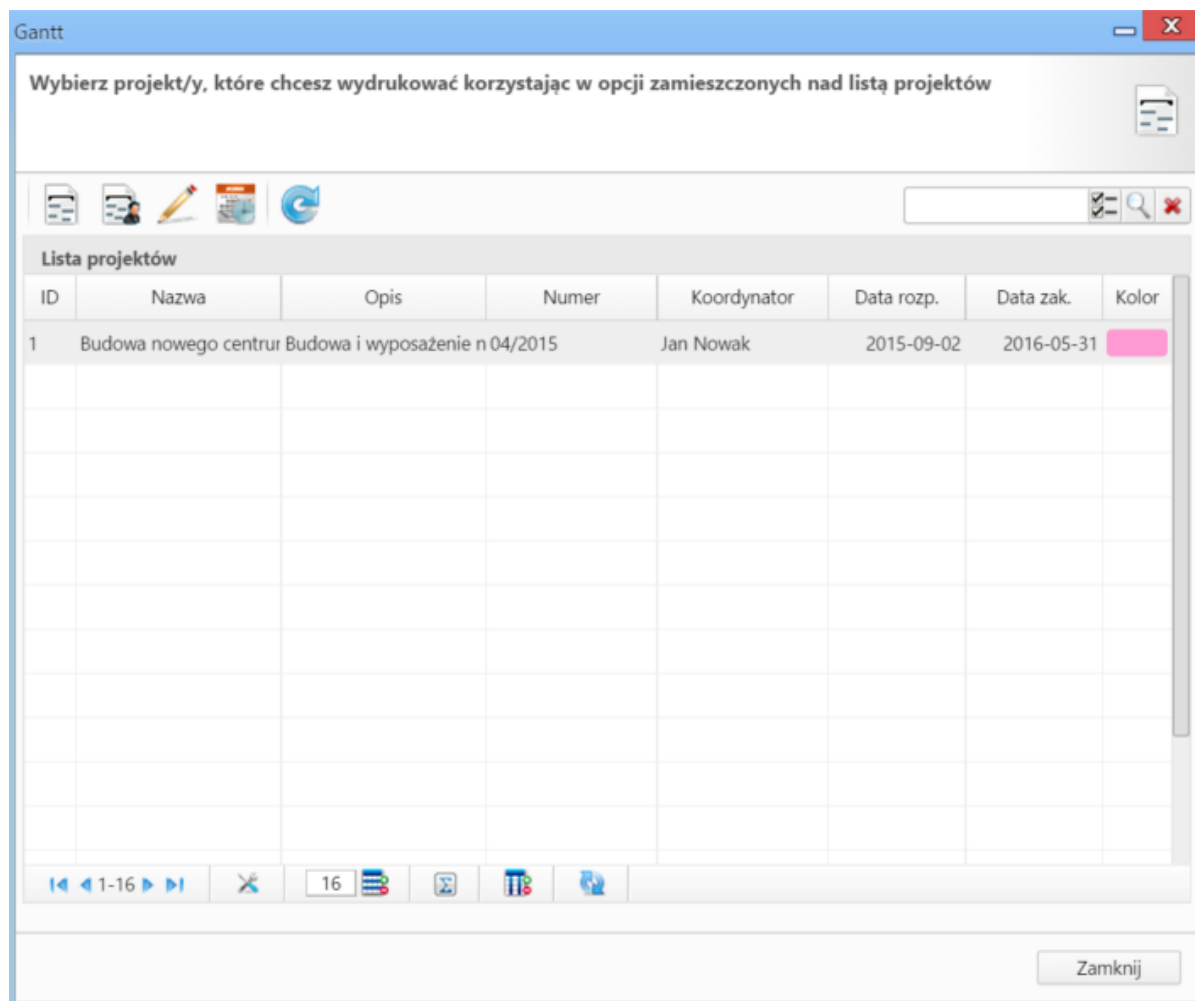 Gantt
Wybierz projekt/y, które chcesz wydrukować korzystając w opcji zamieszczonych nad listą projektów
Lista projektów
ID Nazwa Opis Numer Koordynator Data rozp. Data zak. Kolor
1 Budowa nowego centrur Budowa i wyposażenie n 04/2015 Jan Nowak 2015-09-02 2016-05-31
1-16 16
Zamknij